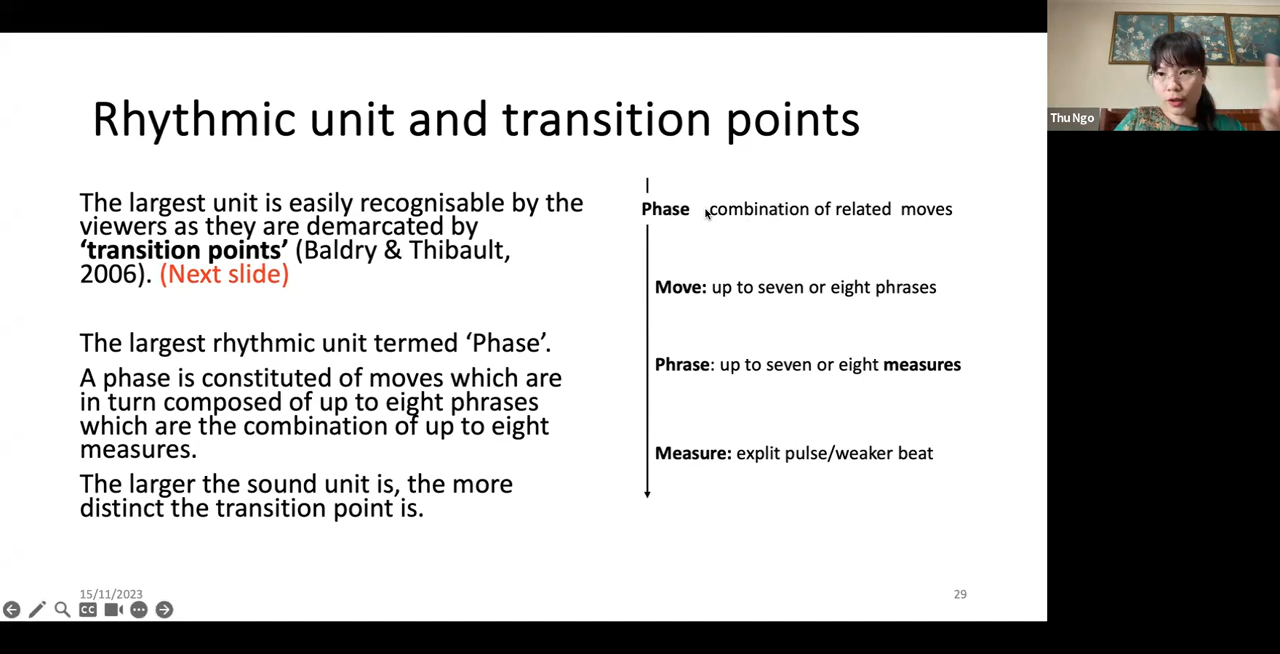 Rhythmic unit and transition points
The largest unit is easily recognisable by the
viewers as they are demarcated by
‘transition points’ (Baldry & Thibault,
2006). (Next slide)
The largest rhythmic unit termed ‘Phase’.
A phase is constituted of moves which are
in turn composed of up to eight phrases
which are the combination of up to eight
measures.
The larger the sound unit is, the more
distinct the transition point is.
Phase combination of related moves
Move: up to seven or eight phrases
Phrase: up to seven or eight measures
Measure: explit pulse/weaker beat
15/11/2023
29
CC
Thu Ngo